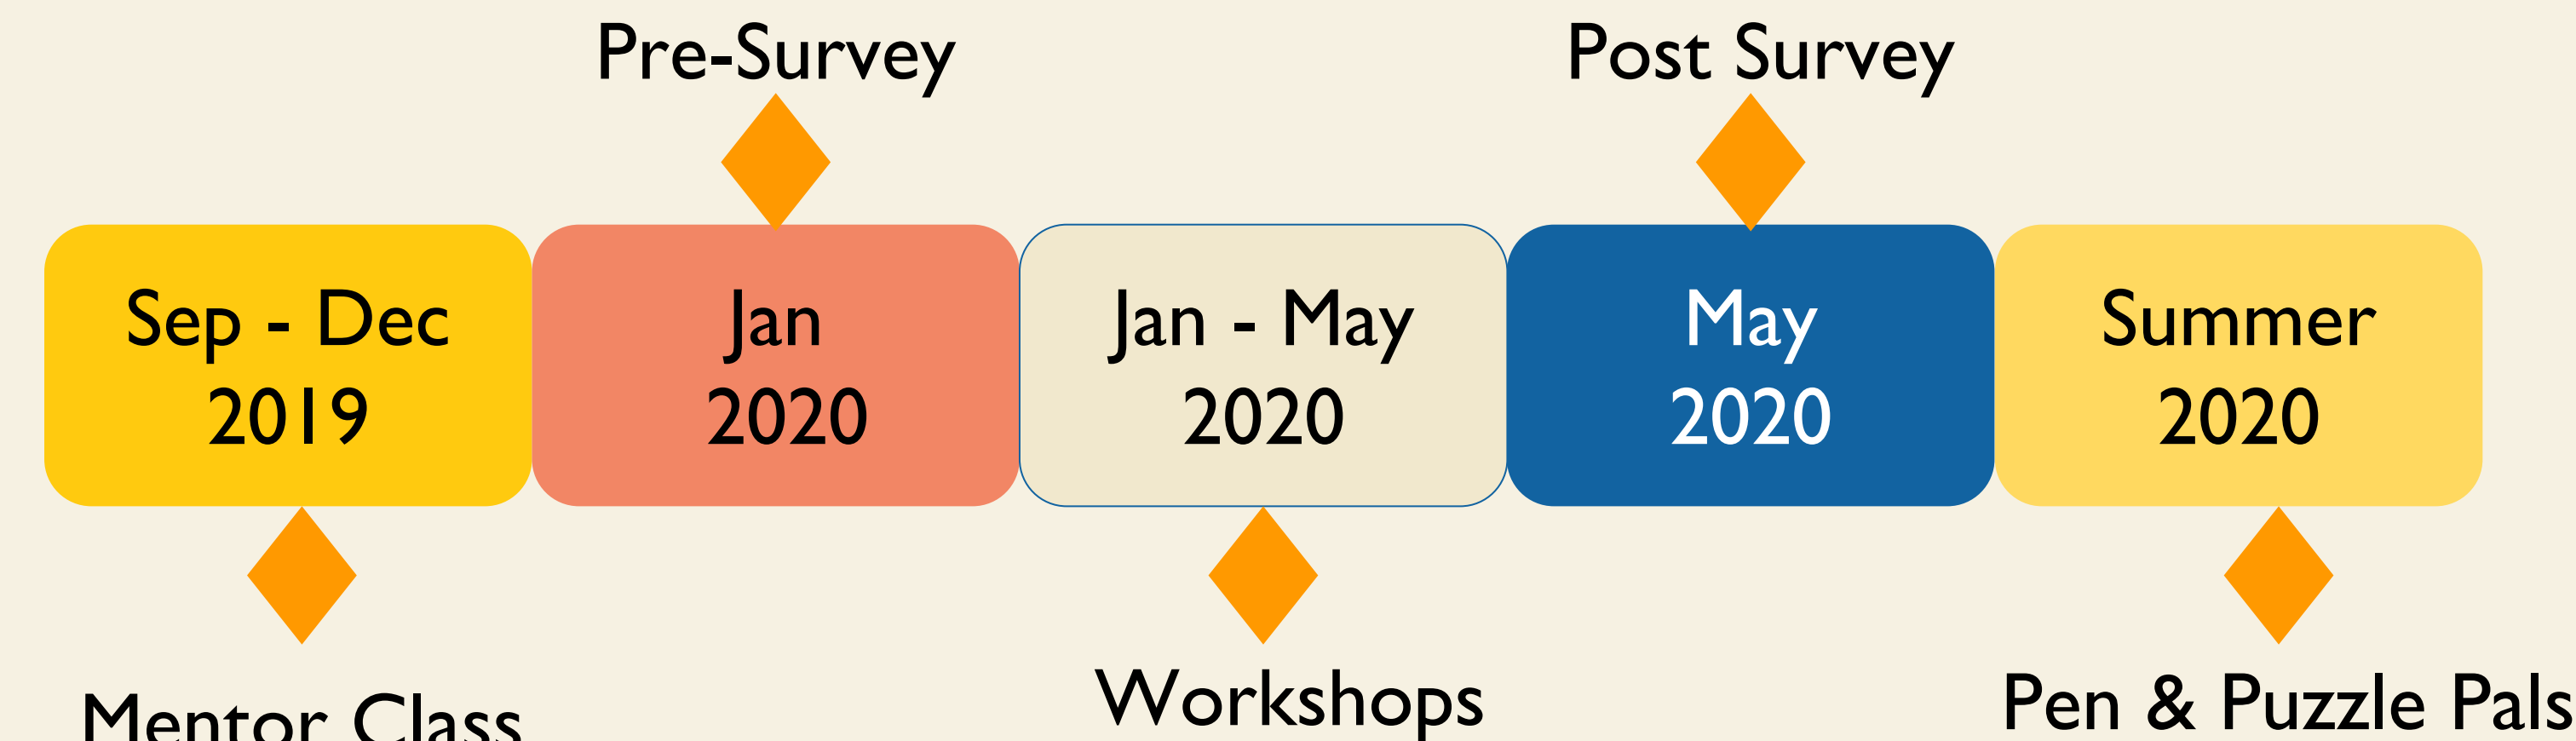 Pre-Survey
Post Survey
Sep - Dec
2019
Jan
2020
Jan - May
2020
May
2020
Summer
2020
Mentor Class
Workshops
Pen & Puzzle Pals